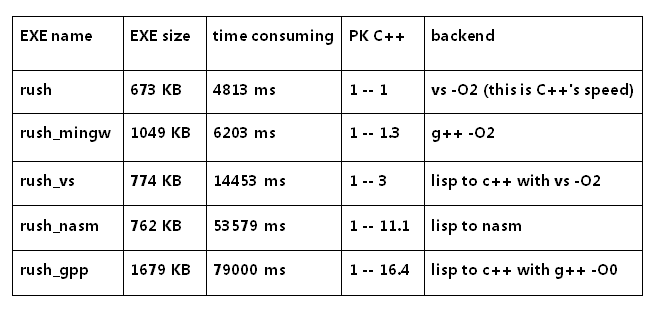 EXE name EXE size time consuming PK C++ backend
rush 673 KB 4813 ms 1 -- 1 vs -O2 (this is C++'s speed)
rush_mingw 1049 KB 6203 ms 1 -- 1.3 g++ -O2
rush_vs 774 KB 14453 ms 1 -- 3 lisp to c++ with vs -O2
rush_nasm 762 KB 53579 ms 1 -- 11.1 lisp to nasm
rush_gpp 1679 KB 79000 ms 1 -- 16.4 lisp to c++ with g++ -O0